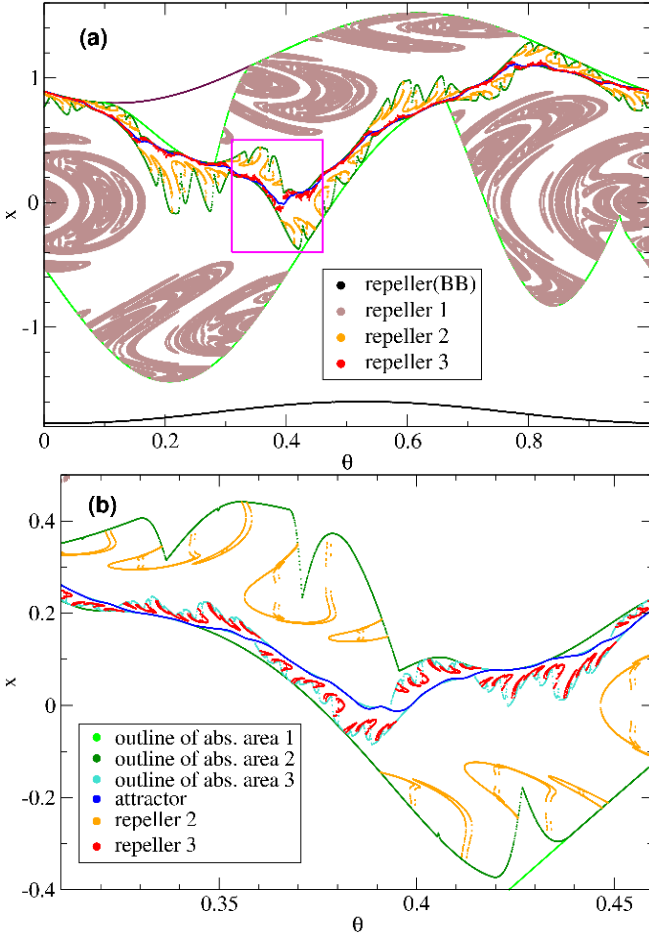 (a)
1
0
-1
x
repeller(BB)
repeller 1
repeller 2
repeller 3
0 0.2 0.4 0.6 0.8
θ
(b)
0.4
0.2
0
-0.2
-0.4
x
outline of abs. area 1
outline of abs. area 2
outline of abs. area 3
attractor
repeller 2
repeller 3
0.35 0.4 0.45
θ